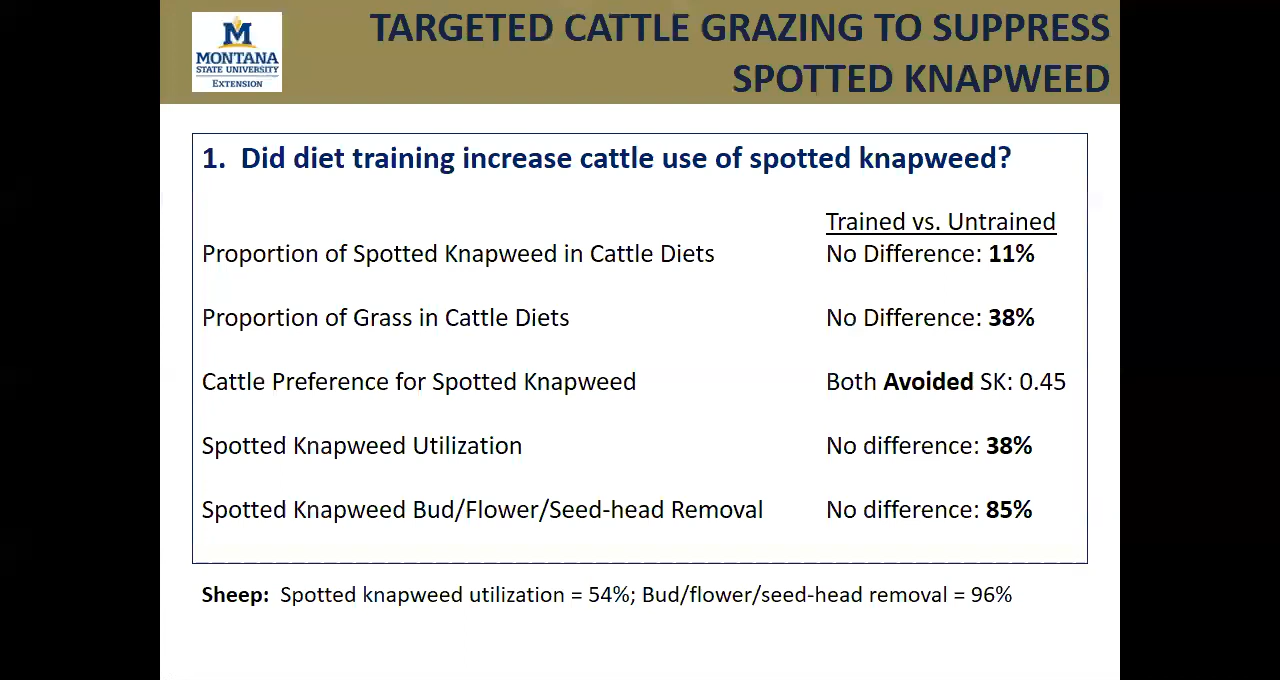 M
MONTANA
STATE UNIVERSITY
EXTENSION
TARGETED CATTLE GRAZING TO SUPPRESS
SPOTTED KNAPWEED
1. Did diet training increase cattle use of spotted knapweed?
Trained vs. Untrained
Proportion of Spotted Knapweed in Cattle Diets No Difference: 11%
Proportion of Grass in Cattle Diets No Difference: 38%
Cattle Preference for Spotted Knapweed Both Avoided SK: 0.45
Spotted Knapweed Utilization No difference: 38%
Spotted Knapweed Bud/Flower/Seed-head Removal No difference: 85%
Sheep: Spotted knapweed utilization = 54%; Bud/flower/seed-head removal = 96%